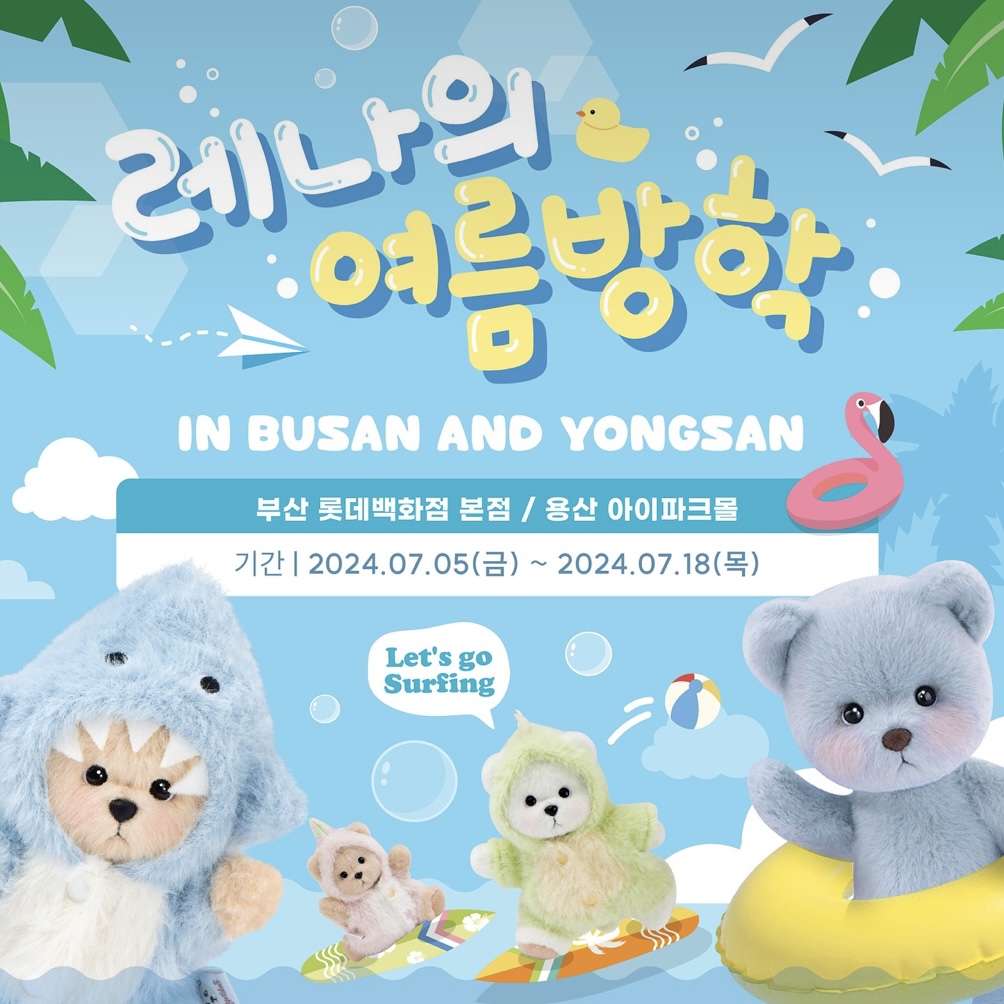 레나의
여름방학
IN BUSAN AND YONGSAN
부산 롯데백화점 본점 / 용산 아이파크몰
기간 | 2024.07.05(금) ~ 2024.07.18(목)
Let's go
Surfing